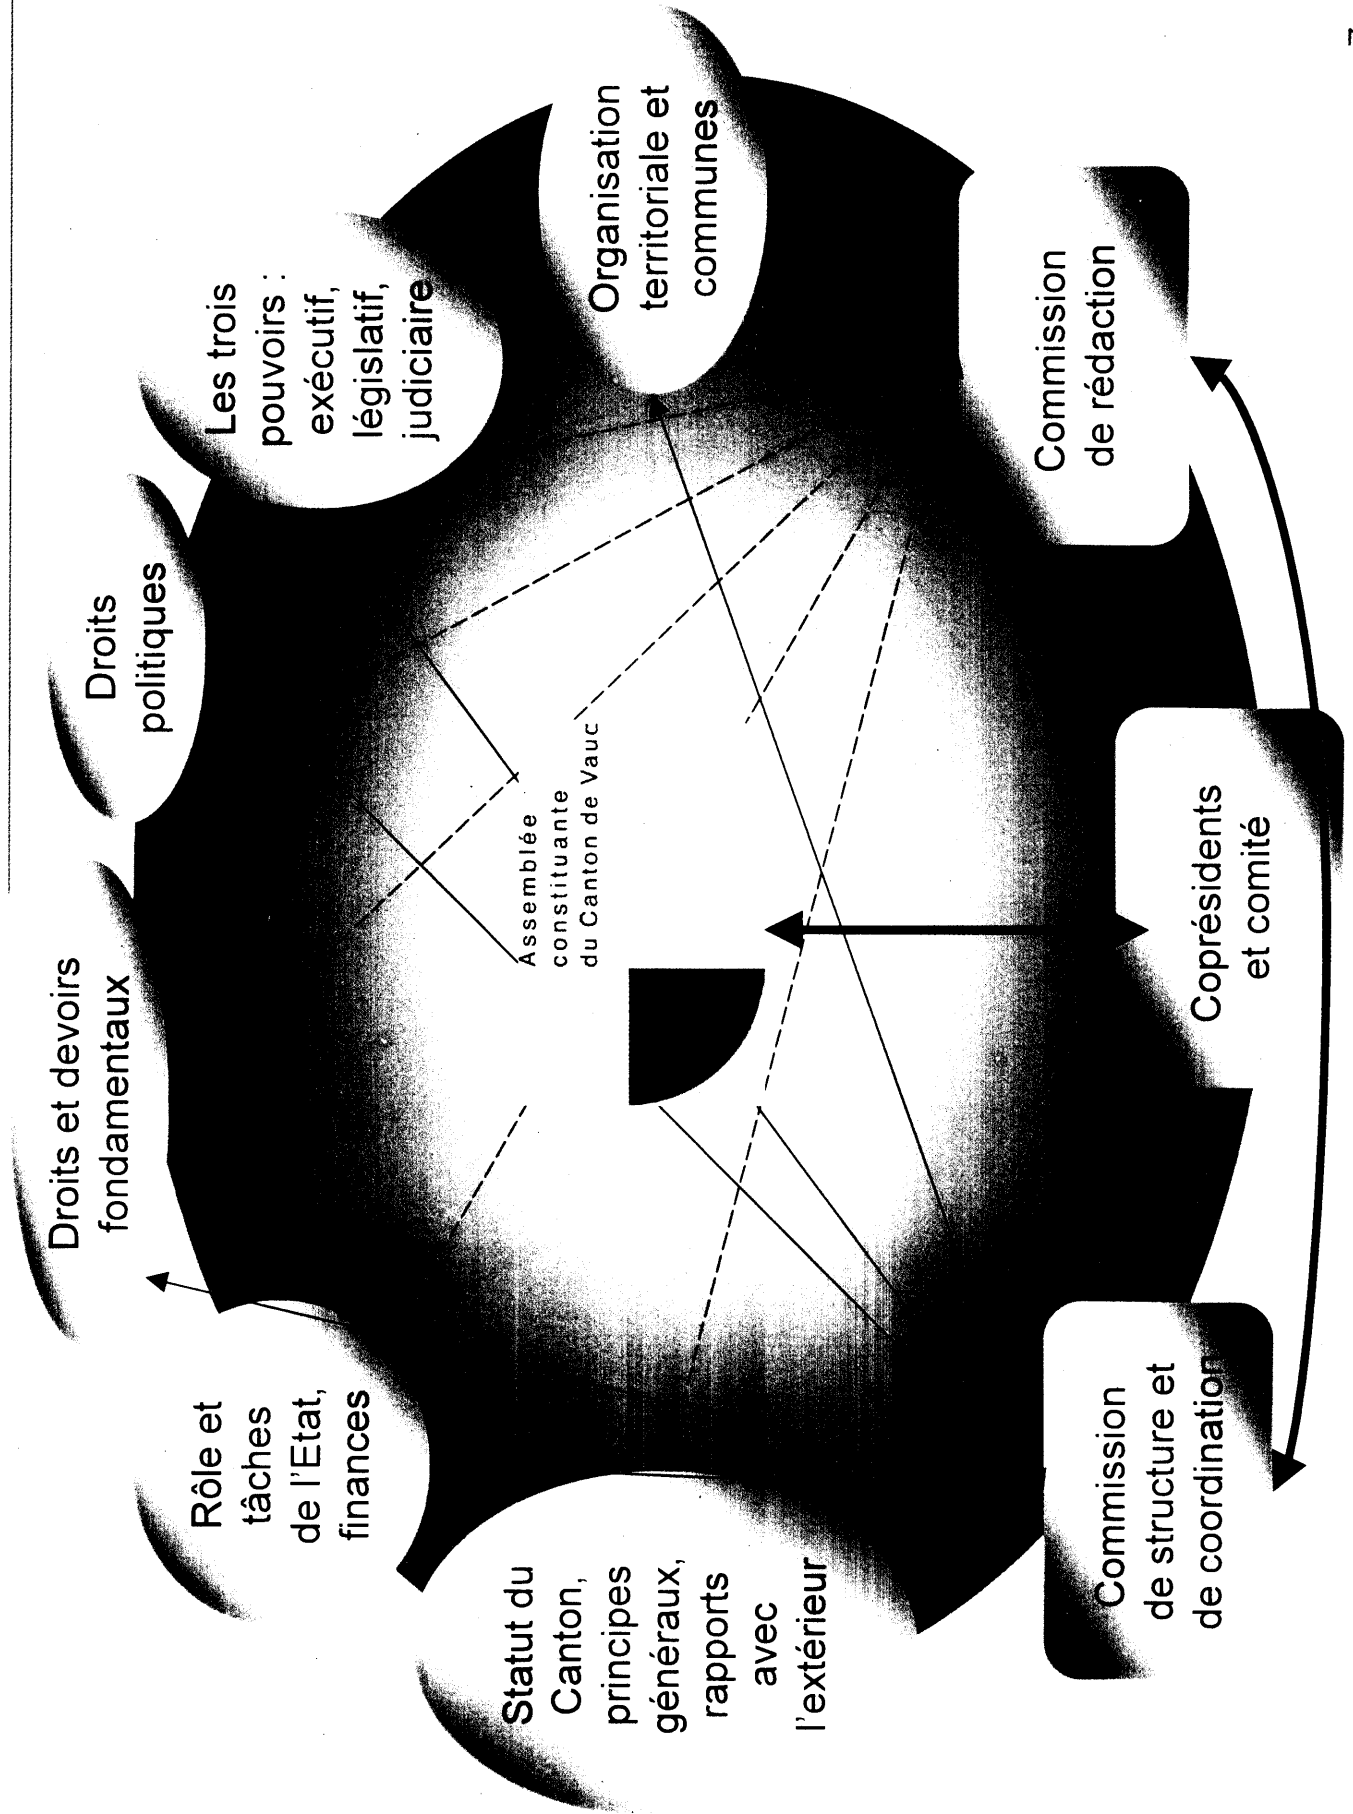 Droits et devoirs
fondamentaux
Droits
politiques
Les trois
pouvoirs :
exécutif,
législatif,
judiciaire
Rôle et
tâches
de l'Etat,
finances
Organisation
territoriale et
communes
Statut du
Canton,
principes
généraux,
rapports
avec
l'extérieur
Assemblée
constituante
du Canton de Vauc
Commission
de structure et
de coordination
Coprésidents
et comité
Commission
de rédaction